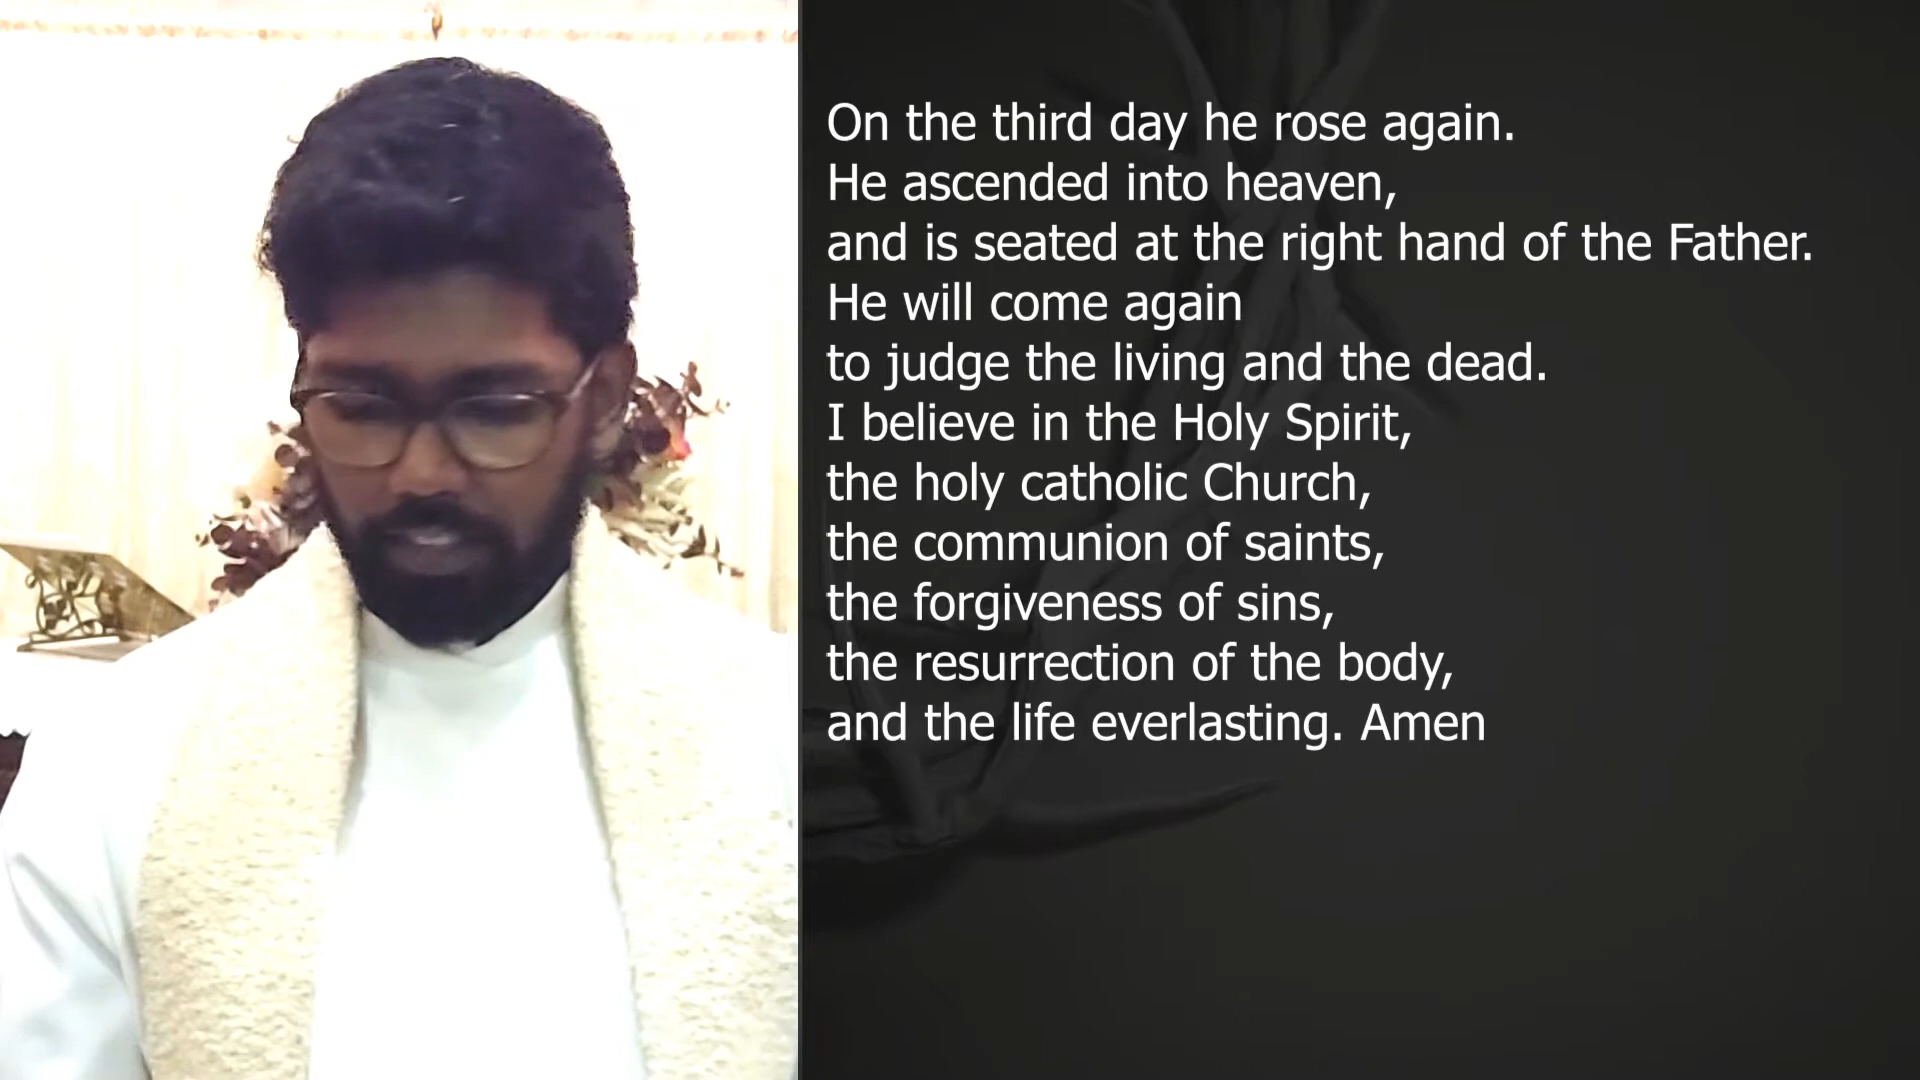 On the third day he rose again.
He ascended into heaven,
and is seated at the right hand of the Father.
He will come again
to judge the living and the dead.
I believe in the Holy Spirit,
the holy catholic Church,
the communion of saints,
the forgiveness of sins,
the resurrection of the body,
and the life everlasting. Amen